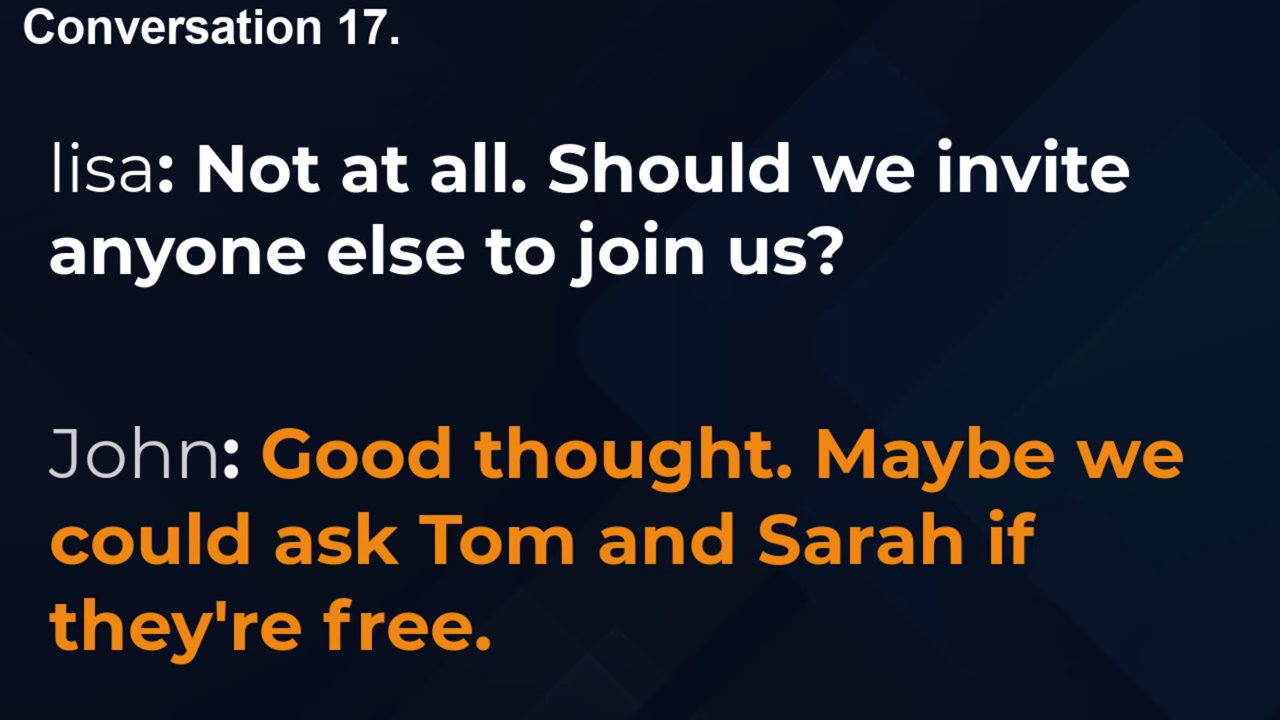 Conversation 17.
lisa: Not at all. Should we invite
anyone else to join us?
John: Good thought. Maybe we
could ask Tom and Sarah if
they're free.